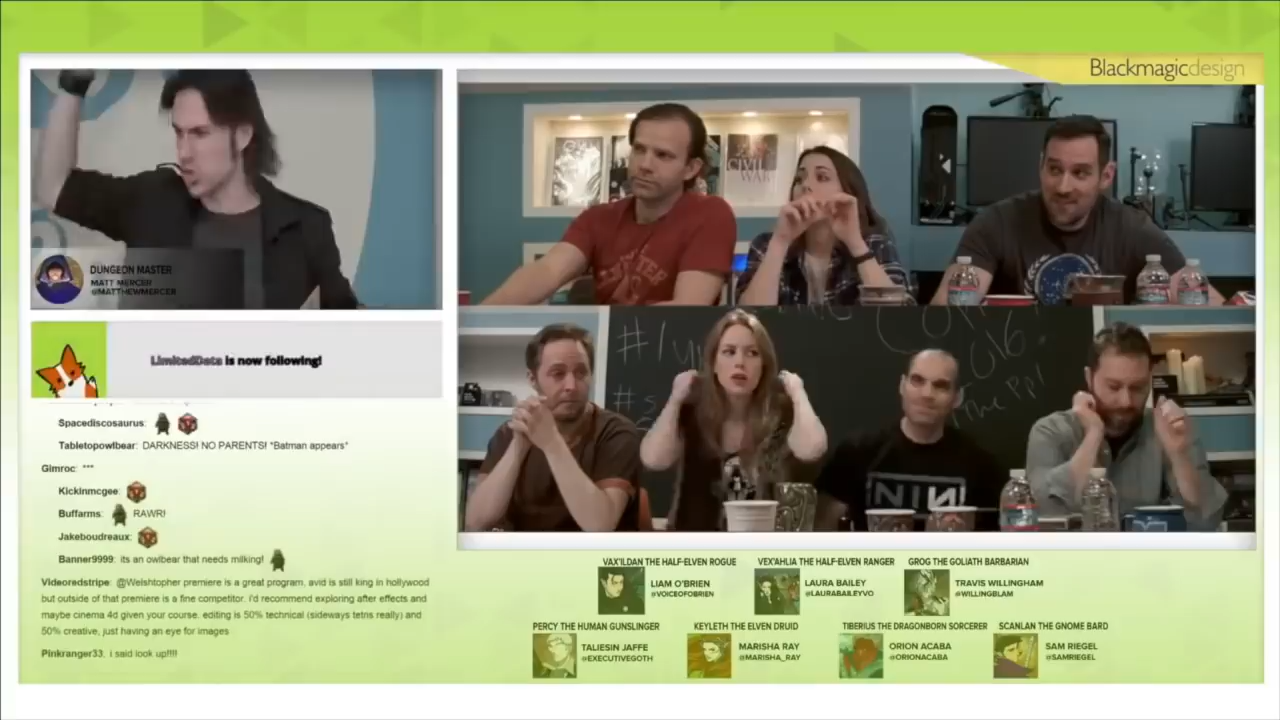 Blackmagicdesign
CIVIL
WAR
DUNGEON MASTER
MATT MERCER
@MATTHEWMERCER
LimitedData is now following!
Spacediscosaurus:
Tabletopowlbear: DARKNESS! NO PARENTS! *Batman appears*
Gimroc: ***
Kickinmcgee:
Buffarms: RAWR!
Jakeboudreaux:
Banner9999: its an owlbear that needs milking!
Videoredstripe: @Welshtopher premiere is a great program. avid is still king in hollywood
but outside of that premiere is a fine competitor. i'd recommend exploring after effects and
maybe cinema 4d given your course. editing is 50% technical (sideways tetris really) and
50% creative, just having an eye for images
Pinkranger33: i said look up!!!!
The PPl
NIN
VAX'ILDAN THE HALF-ELVEN ROGUE
LIAM O'BRIEN
@VOICEOFOBRIEN
VEX'AHLIA THE HALF-ELVEN RANGER
LAURA BAILEY
@LAURABAILEYVO
GROG THE GOLIATH BARBARIAN
TRAVIS WILLINGHAM
@WILLINGBLAM
PERCY THE HUMAN GUNSLINGER
TALIESIN JAFFE
@EXECUTIVEGOTH
KEYLETH THE ELVEN DRUID
MARISHA RAY
@MARISHA_RAY
TIBERIUS THE DRAGONBORN SORCERER
ORION ACABA
@ORIONACABA
SCANLAN THE GNOME BARD
SAM RIEGEL
@SAMRIEGEL